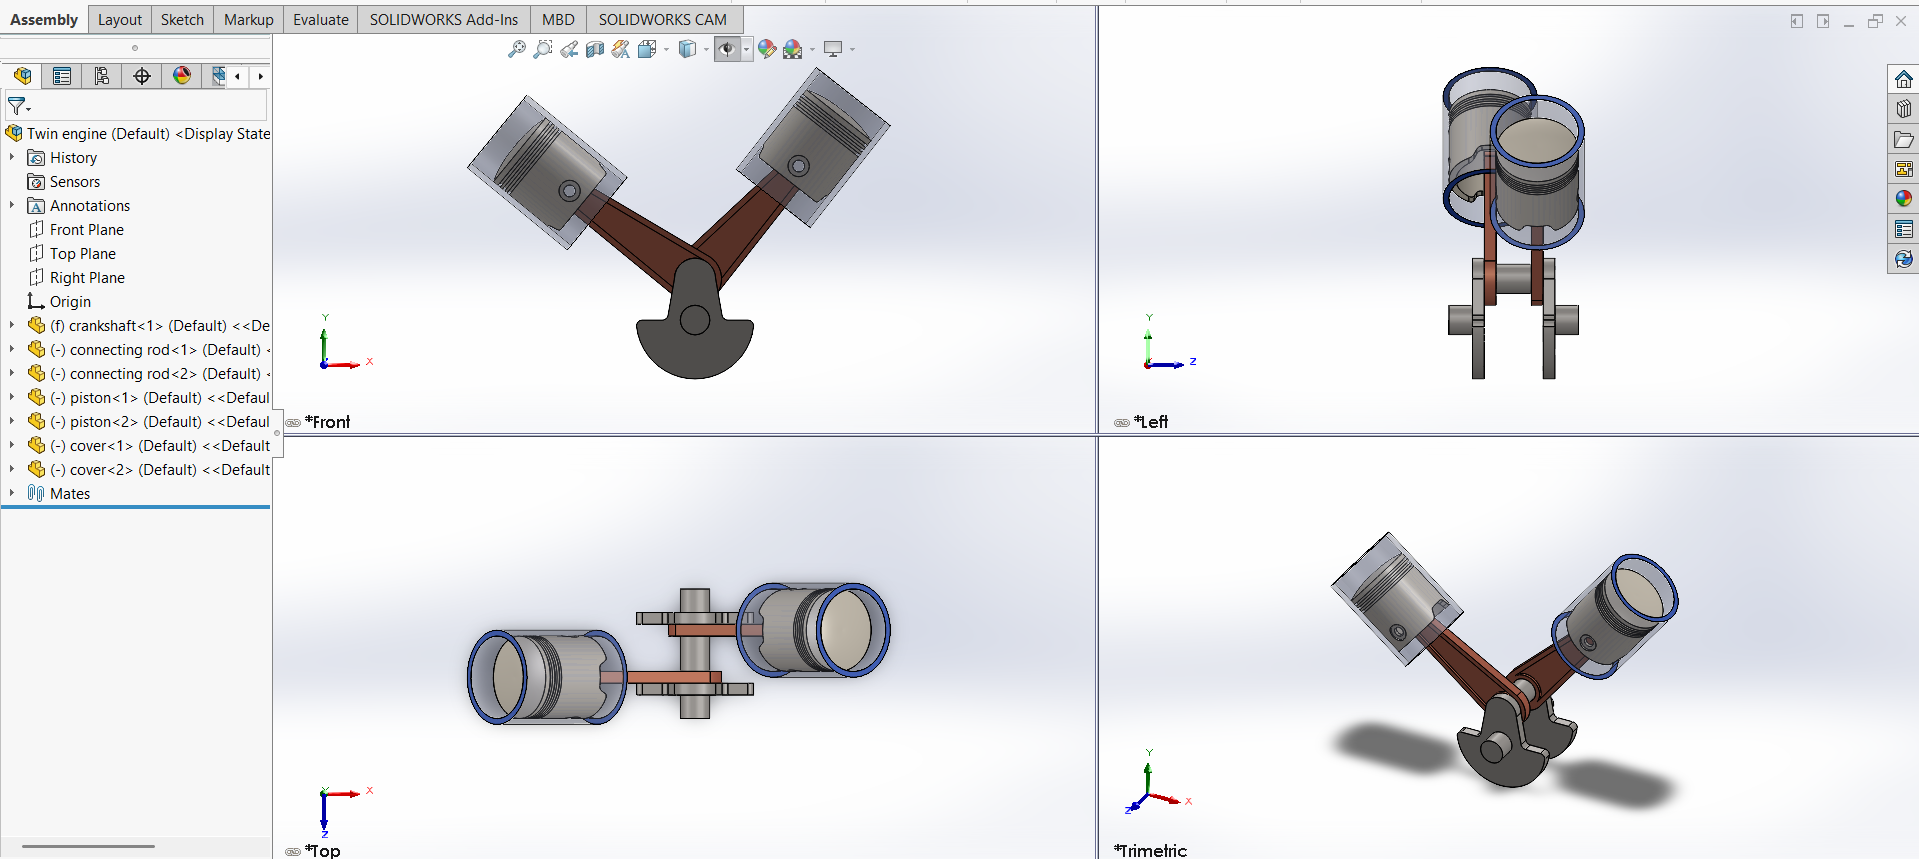 Assembly Layout Sketch Markup Evaluate SOLIDWORKS Add-Ins MBD SOLIDWORKS CAM
Twin engine (Default) <Display State
History
Sensors
Annotations
Front Plane
Top Plane
Right Plane
Origin
(f) crankshaft<1> (Default) <<De
(-) connecting rod<1> (Default) <
(-) connecting rod<2> (Default) <
(-) piston<1> (Default) <<Defaul
(-) piston<2> (Default) <<Defaul
(-) cover<1> (Default) <<Default
(-) cover<2> (Default) <<Default
Mates
Y
X
*Front
Y
Z
*Left
Y
X
Z
*Top
Y
X
Z
*Trimetric